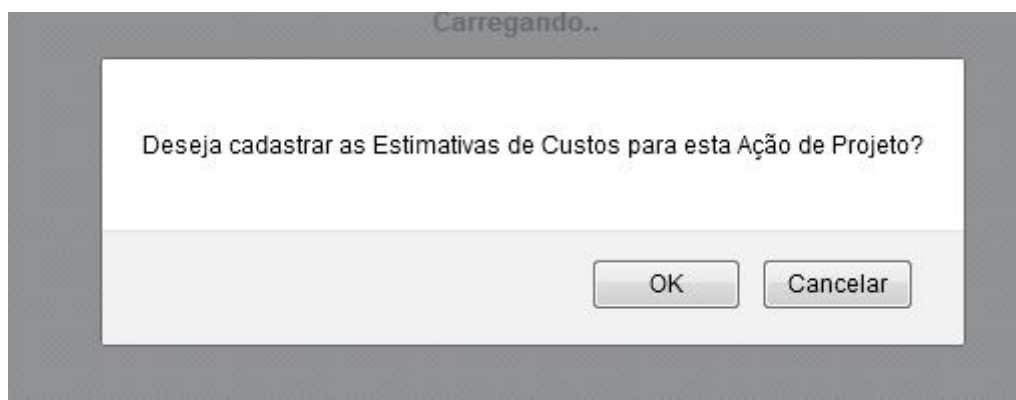 Carregando..
Deseja cadastrar as Estimativas de Custos para esta Ação de Projeto?
OK
Cancelar